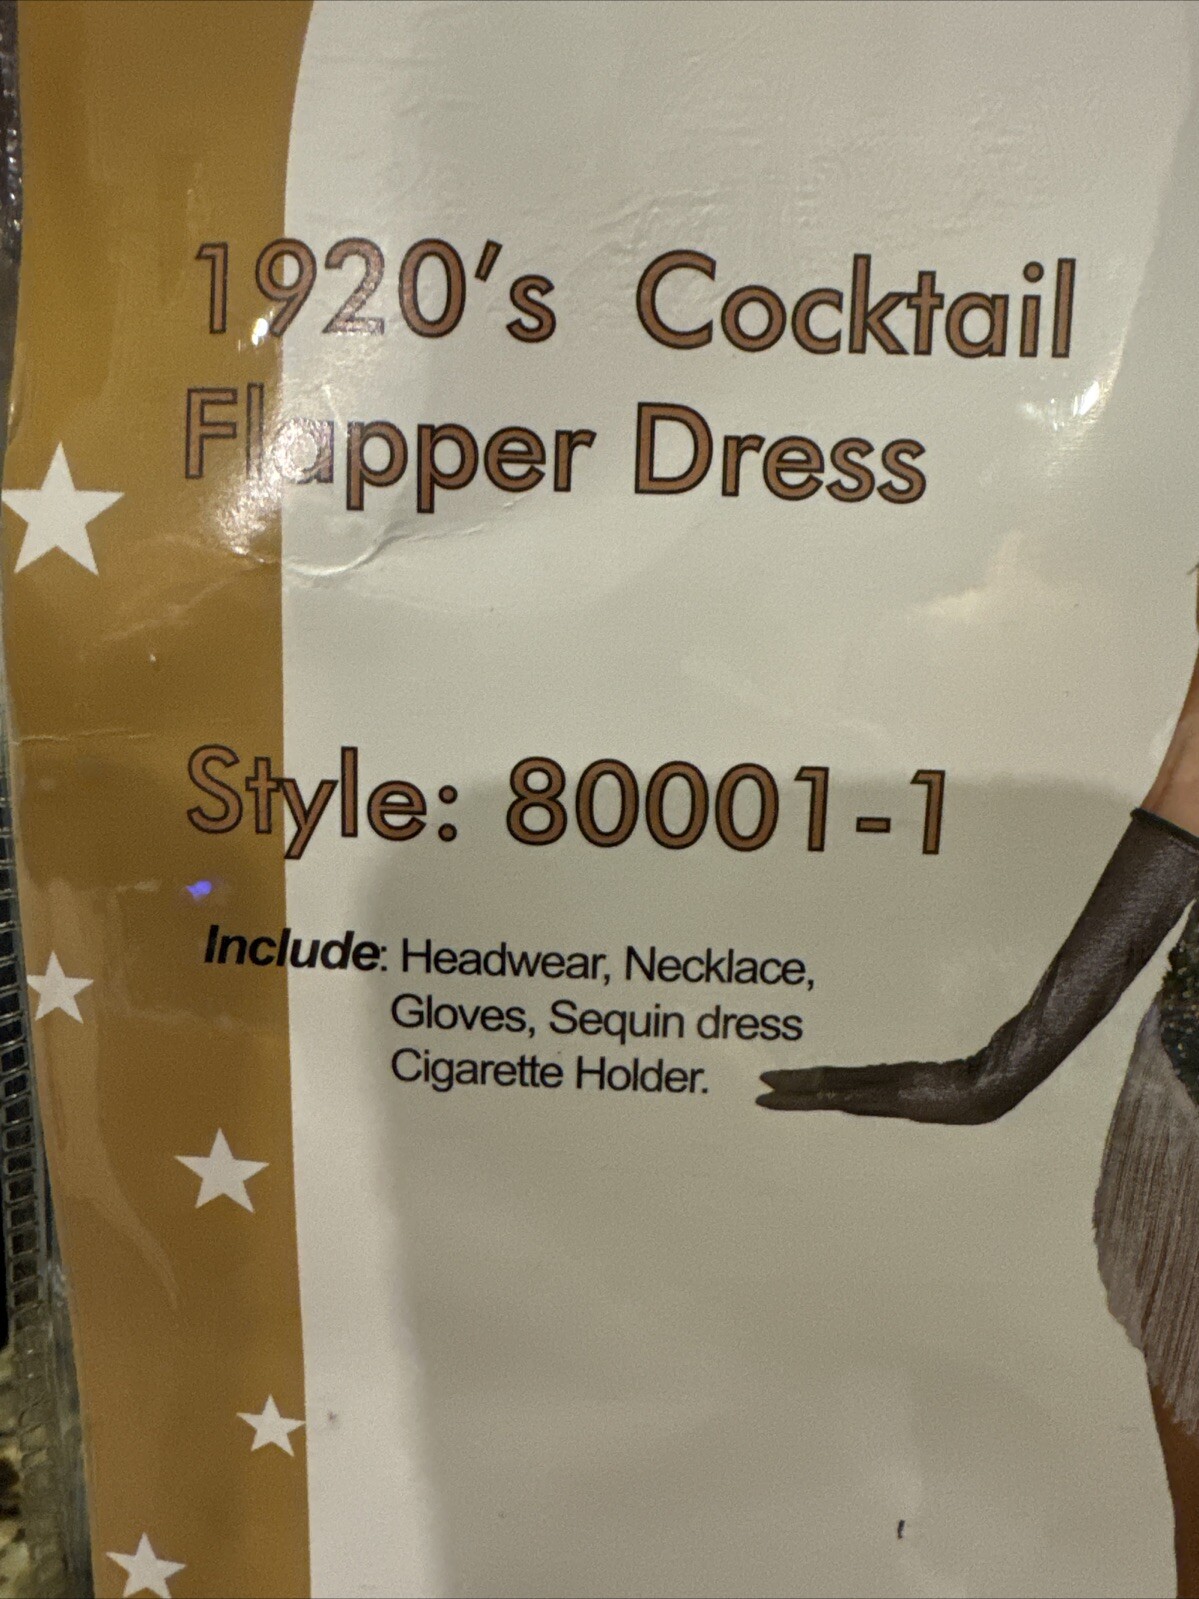 1920's Cocktail
Flapper Dress
Style: 80001-1
Include: Headwear, Necklace,
Gloves, Sequin dress
Cigarette Holder.